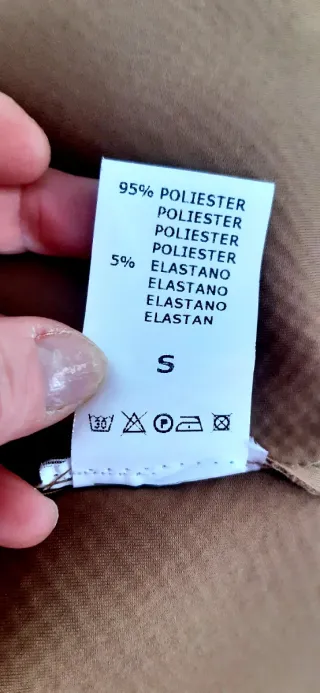 95% POLIESTER
POLIESTER
POLIESTER
POLIESTER
5% ELASTANO
ELASTANO
ELASTANO
ELASTAN
S
30 P